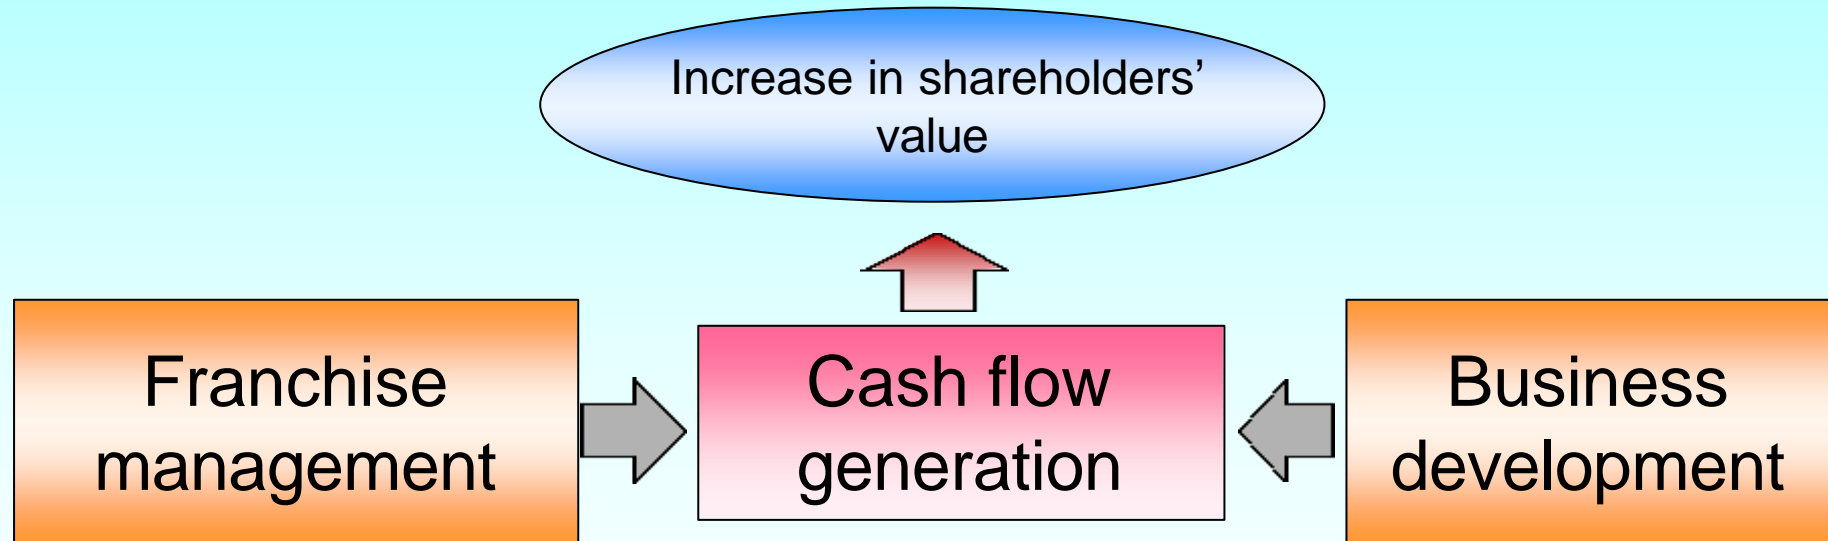 Increase in shareholders’
value
Franchise
management
Cash flow
generation
Business
development